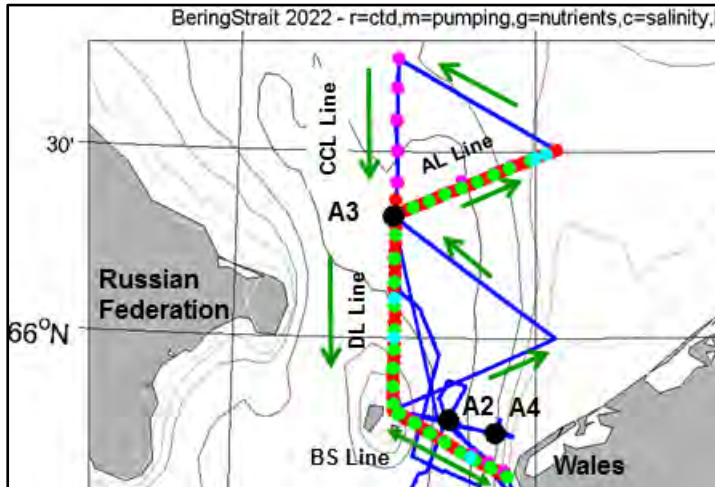 BeringStrait 2022 - r=ctd,m=pumping,g=nutrients,c=salinity,
CCL Line
30'
AL Line
A3
Russian
Federation
DL Line
66°N
A2
A4
BS Line
Wales